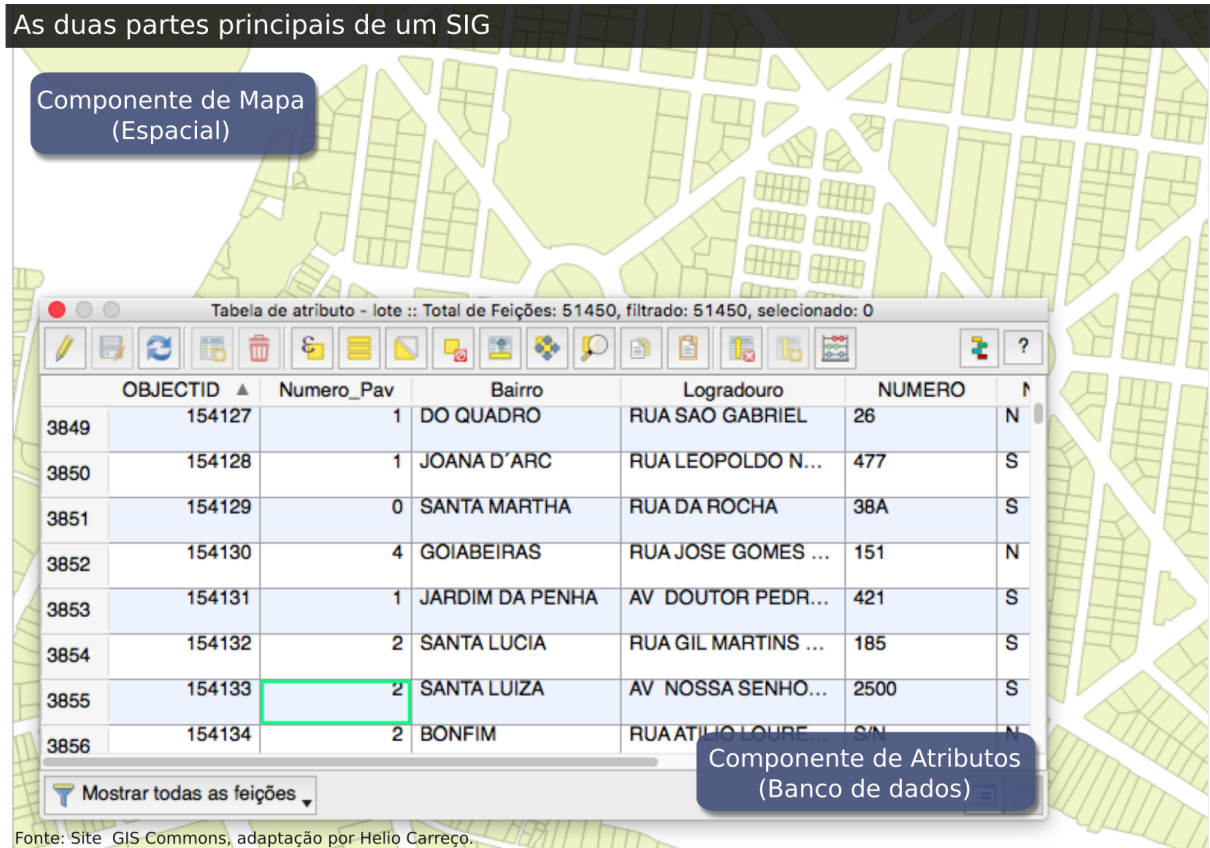 As duas partes principais de um SIG
Componente de Mapa
(Espacial)
Tabela de atributo - lote :: Total de Feições: 51450, filtrado: 51450, selecionado: 0
?
OBJECTID Numero_Pav Bairro Logradouro NUMERO
3849 154127 1 DO QUADRO RUA SAO GABRIEL 26 N
3850 154128 1 JOANA D´ARC RUA LEOPOLDO N... 477 S
3851 154129 0 SANTA MARTHA RUA DA ROCHA 38A S
3852 154130 4 GOIABEIRAS RUA JOSE GOMES ... 151 N
3853 154131 1 JARDIM DA PENHA AV DOUTOR PEDR... 421 S
3854 154132 2 SANTA LUCIA RUA GIL MARTINS ... 185 S
3855 154133 2 SANTA LUIZA AV NOSSA SENHO... 2500 S
3856 154134 2 BONFIM RUA ATILIO LOURE... S/N N
Componente de Atributos
(Banco de dados)
Mostrar todas as feições
Fonte: Site GIS Commons, adaptação por Helio Carreço.